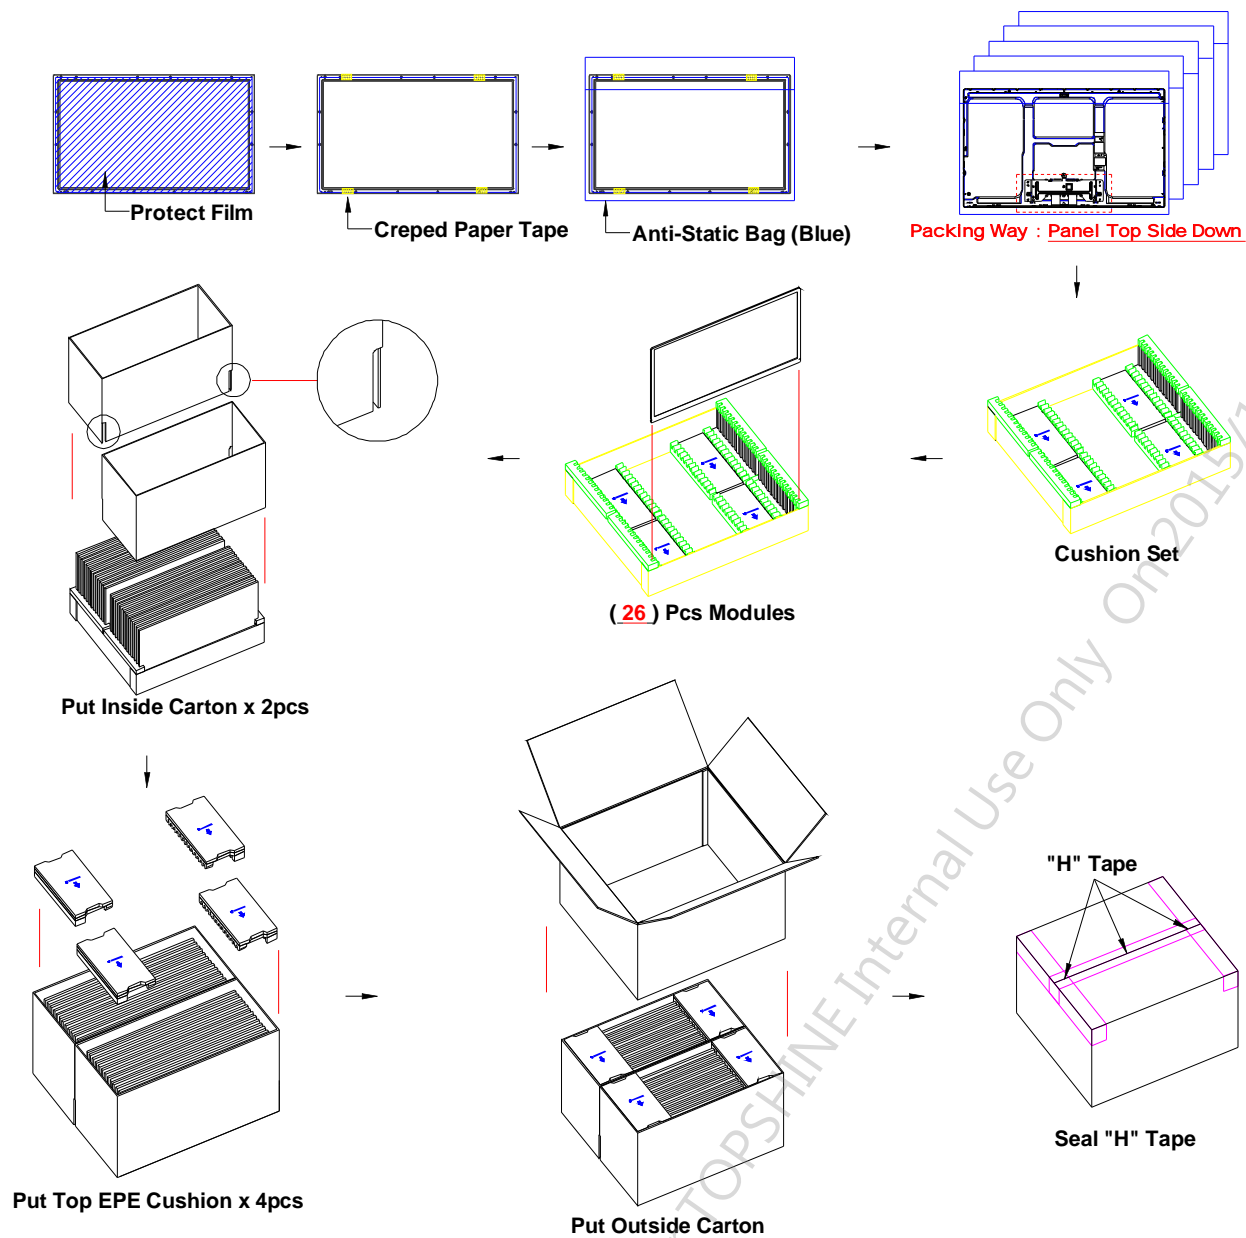 Protect Film
Creped Paper Tape
Anti-Static Bag (Blue)
Packing Way : Panel Top Side Down
Cushion Set
( 26 ) Pcs Modules
Put Inside Carton x 2pcs
"H" Tape
Seal "H" Tape
Put Top EPE Cushion x 4pcs
Put Outside Carton
TOPSHINE Internal Use Only On 2015/1